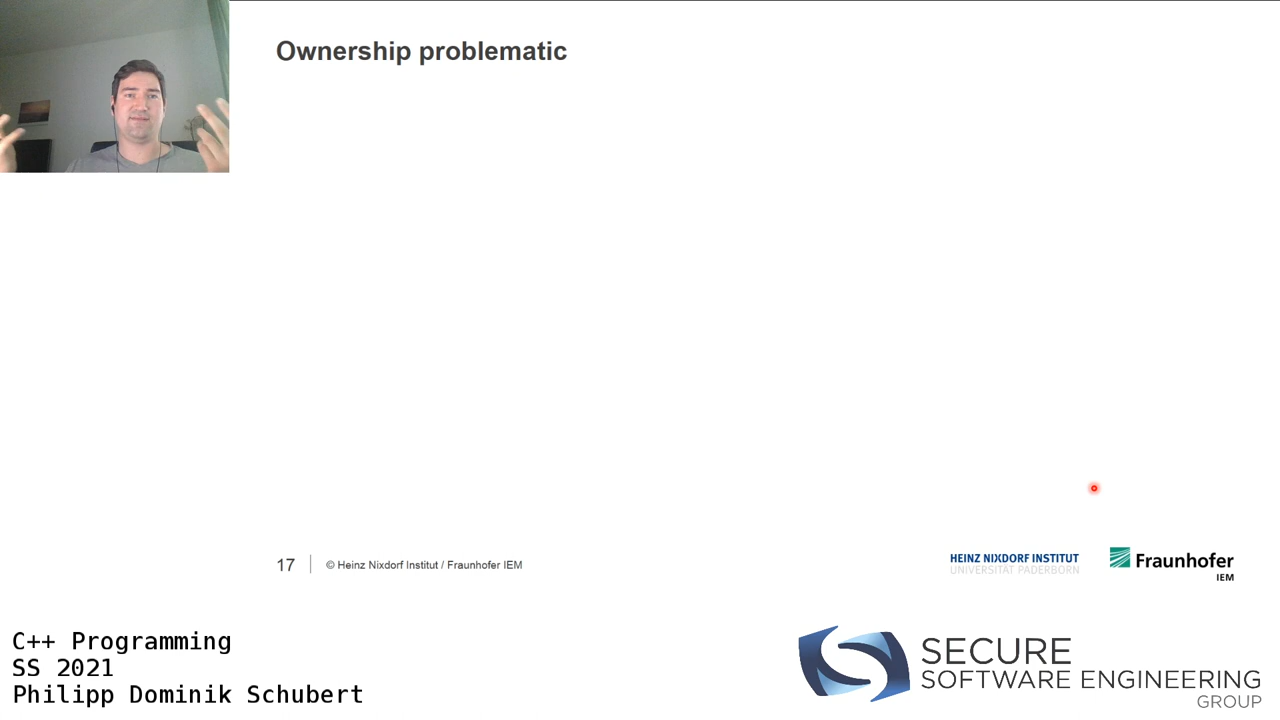 Ownership problematic
17
© Heinz Nixdorf Institut / Fraunhofer IEM
HEINZ NIXDORF INSTITUT
UNIVERSITÄT PADERBORN
Fraunhofer
IEM
C++ Programming
SS 2021
Philipp Dominik Schubert
SECURE
SOFTWARE ENGINEERING
GROUP